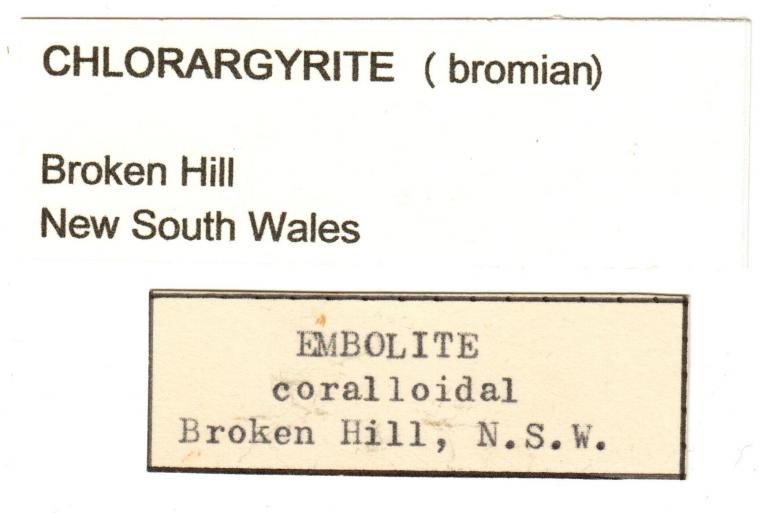 CHLORARGYRITE ( bromian)
Broken Hill
New South Wales
EMBOLITE
coralloidal
Broken Hill, N.S.W.